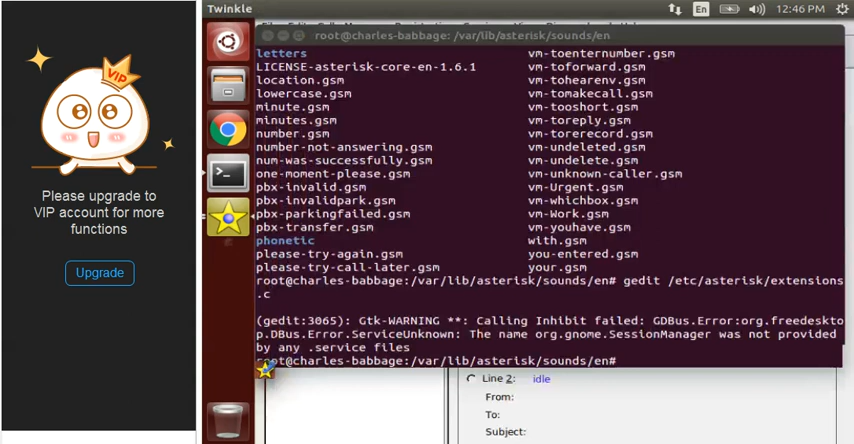 VIP
Please upgrade to
VIP account for more
functions
Upgrade
Twinkle
En
12:46 PM
root@charles-babbage: /var/lib/asterisk/sounds/en
letters vm-toenternumber.gsm
LICENSE-asterisk-core-en-1.6.1 vm-toforward.gsm
location.gsm vm-tohearenv.gsm
lowercase.gsm vm-tomakecall.gsm
minute.gsm vm-tooshort.gsm
minutes.gsm vm-toreply.gsm
number.gsm vm-torerecord.gsm
number-not-answering.gsm vm-undeleted.gsm
num-was-successfully.gsm vm-undelete.gsm
one-moment-please.gsm vm-unknown-caller.gsm
pbx-invalid.gsm vm-Urgent.gsm
pbx-invalidpark.gsm vm-whichbox.gsm
pbx-parkingfailed.gsm vm-Work.gsm
pbx-transfer.gsm vm-youhave.gsm
phonetic with.gsm
please-try-again.gsm you-entered.gsm
please-try-call-later.gsm your.gsm
root@charles-babbage:/var/lib/asterisk/sounds/en# gedit /etc/asterisk/extensions
.c
(gedit:3065): Gtk-WARNING **: Calling Inhibit failed: GDBus.Error:org.freedeskto
p.DBus.Error.ServiceUnknown: The name org.gnome.SessionManager was not provided
by any .service files
root@charles-babbage:/var/lib/asterisk/sounds/en#
Line 2: idle
From:
To:
Subject: